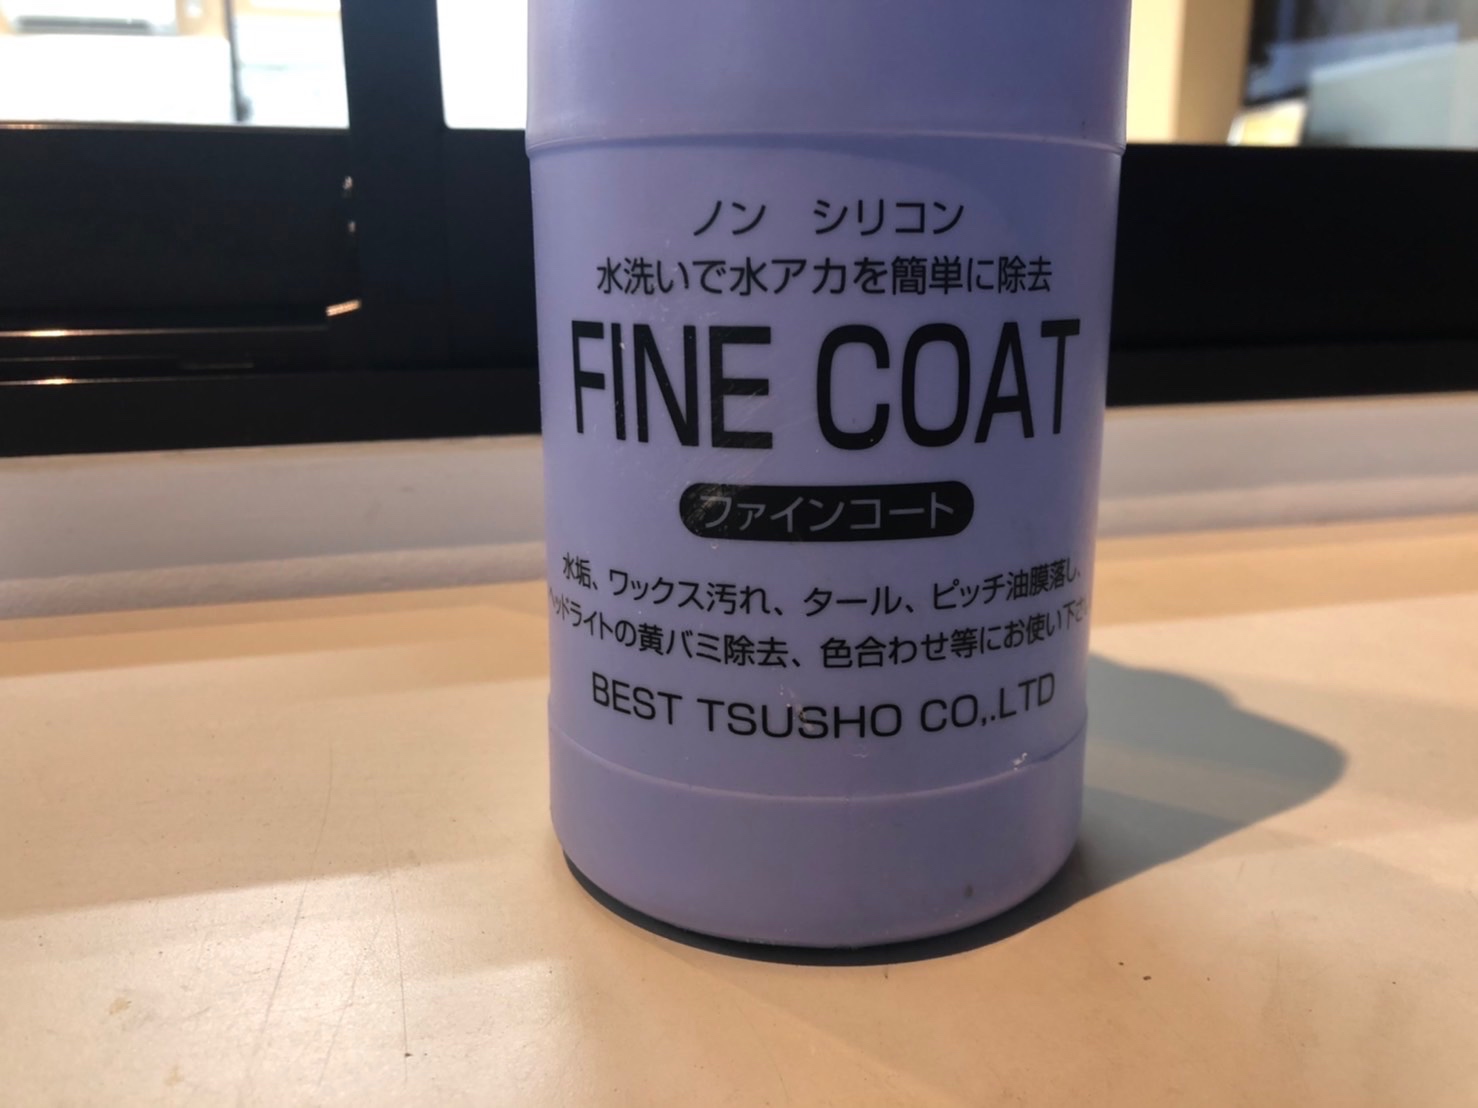 ノン シリコン
水洗いで水アカを簡単に除去
FINE COAT
ファインコート
水垢、ワックス汚れ、タール、ピッチ油膜落し、
ヘッドライトの黄バミ除去、色合わせ等にお使い下さ
BEST TSUSHO CO,.LTD